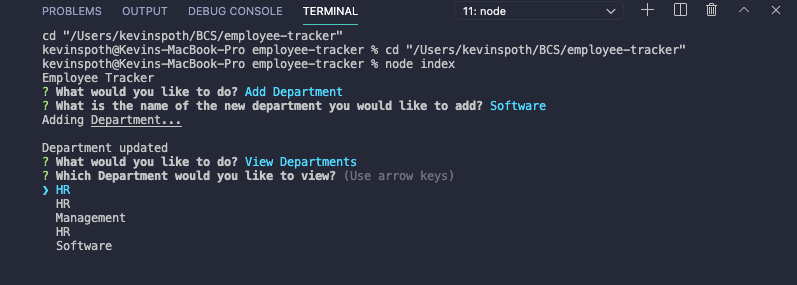 PROBLEMS OUTPUT DEBUG CONSOLE TERMINAL 11: node
cd "/Users/kevinspoth/BCS/employee-tracker"
kevinspoth@Kevins-MacBook-Pro employee-tracker % cd "/Users/kevinspoth/BCS/employee-tracker"
kevinspoth@Kevins-MacBook-Pro employee-tracker % node index
Employee Tracker
? What would you like to do? Add Department
? What is the name of the new department you would like to add? Software
Adding Department...
Department updated
? What would you like to do? View Departments
? Which Department would you like to view? (Use arrow keys)
❯ HR
HR
Management
HR
Software